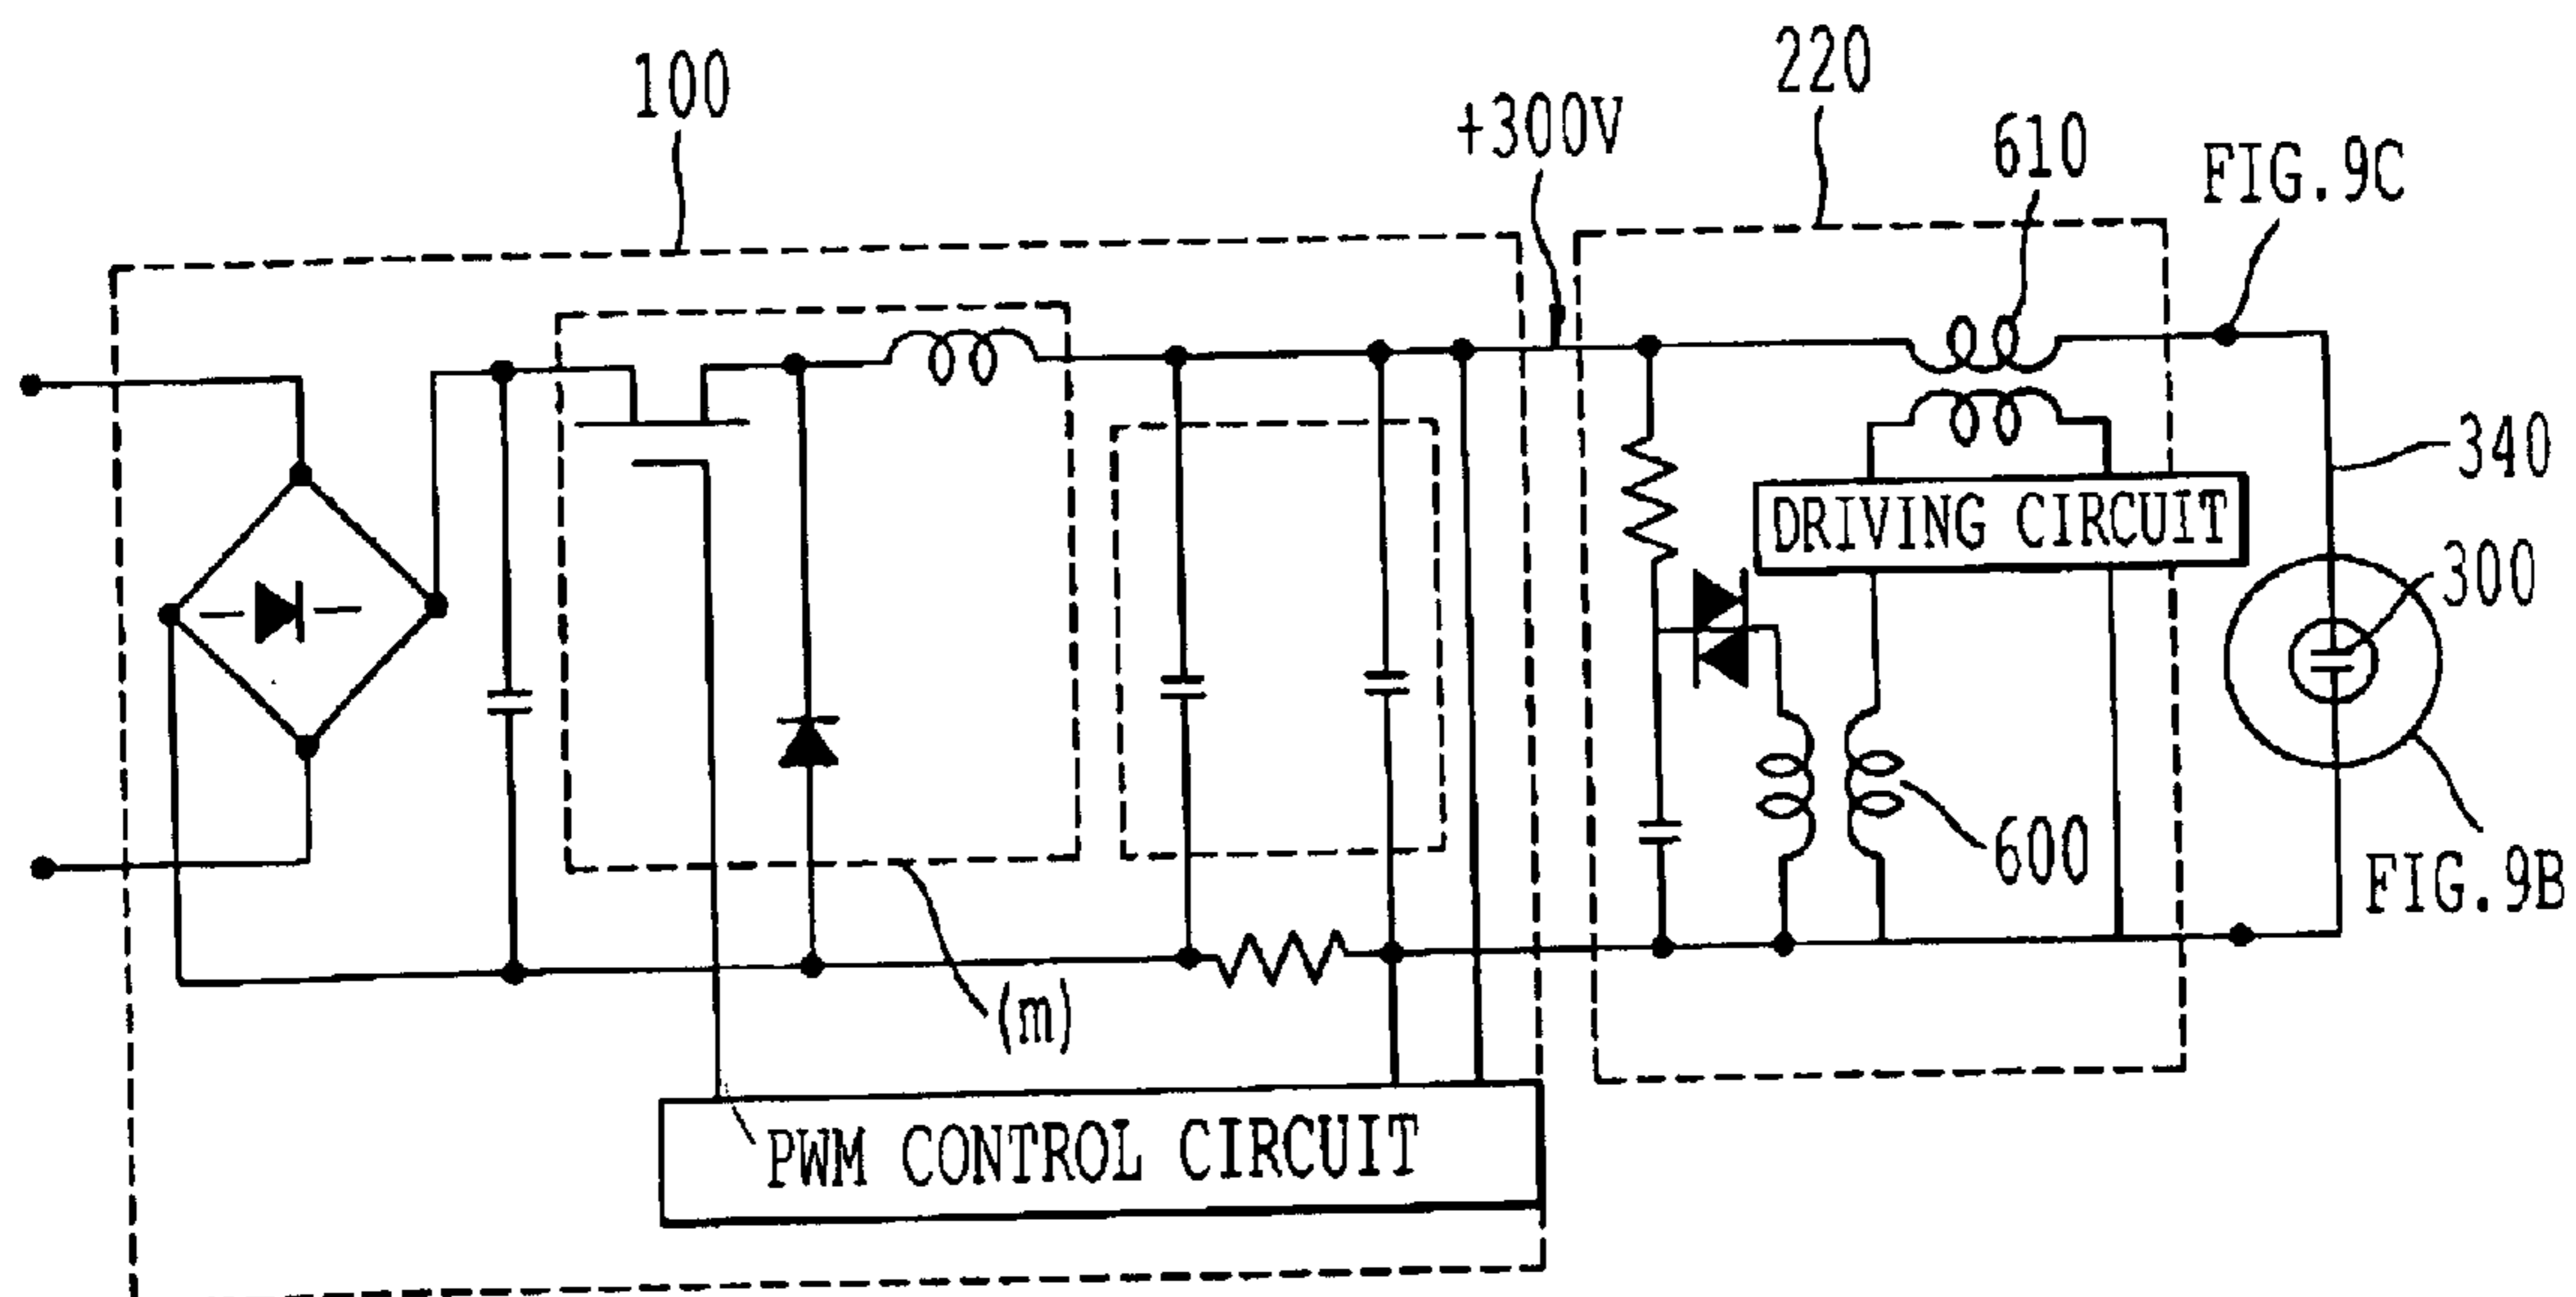 100
220
+300V
610
FIG.9C
340
DRIVING CIRCUIT
300
600
FIG.9B
(m)
PWM CONTROL CIRCUIT